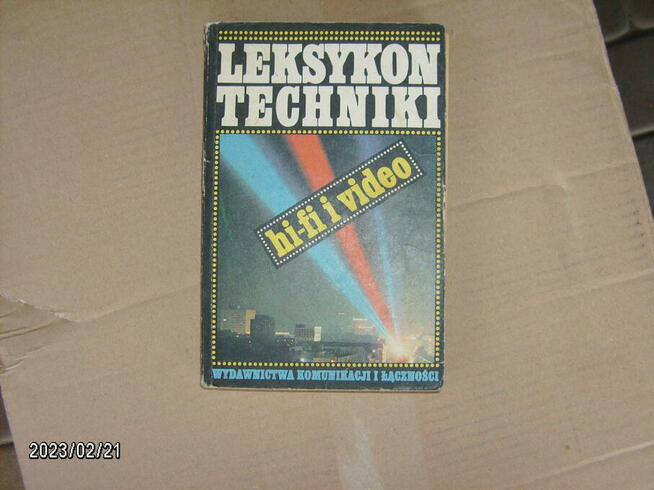 LEKSYKON
TECHNIKI
hi-fi i video
WYDAWNICTWA KOMUNIKACJI I ŁĄCZNOŚCI
2023/02/21